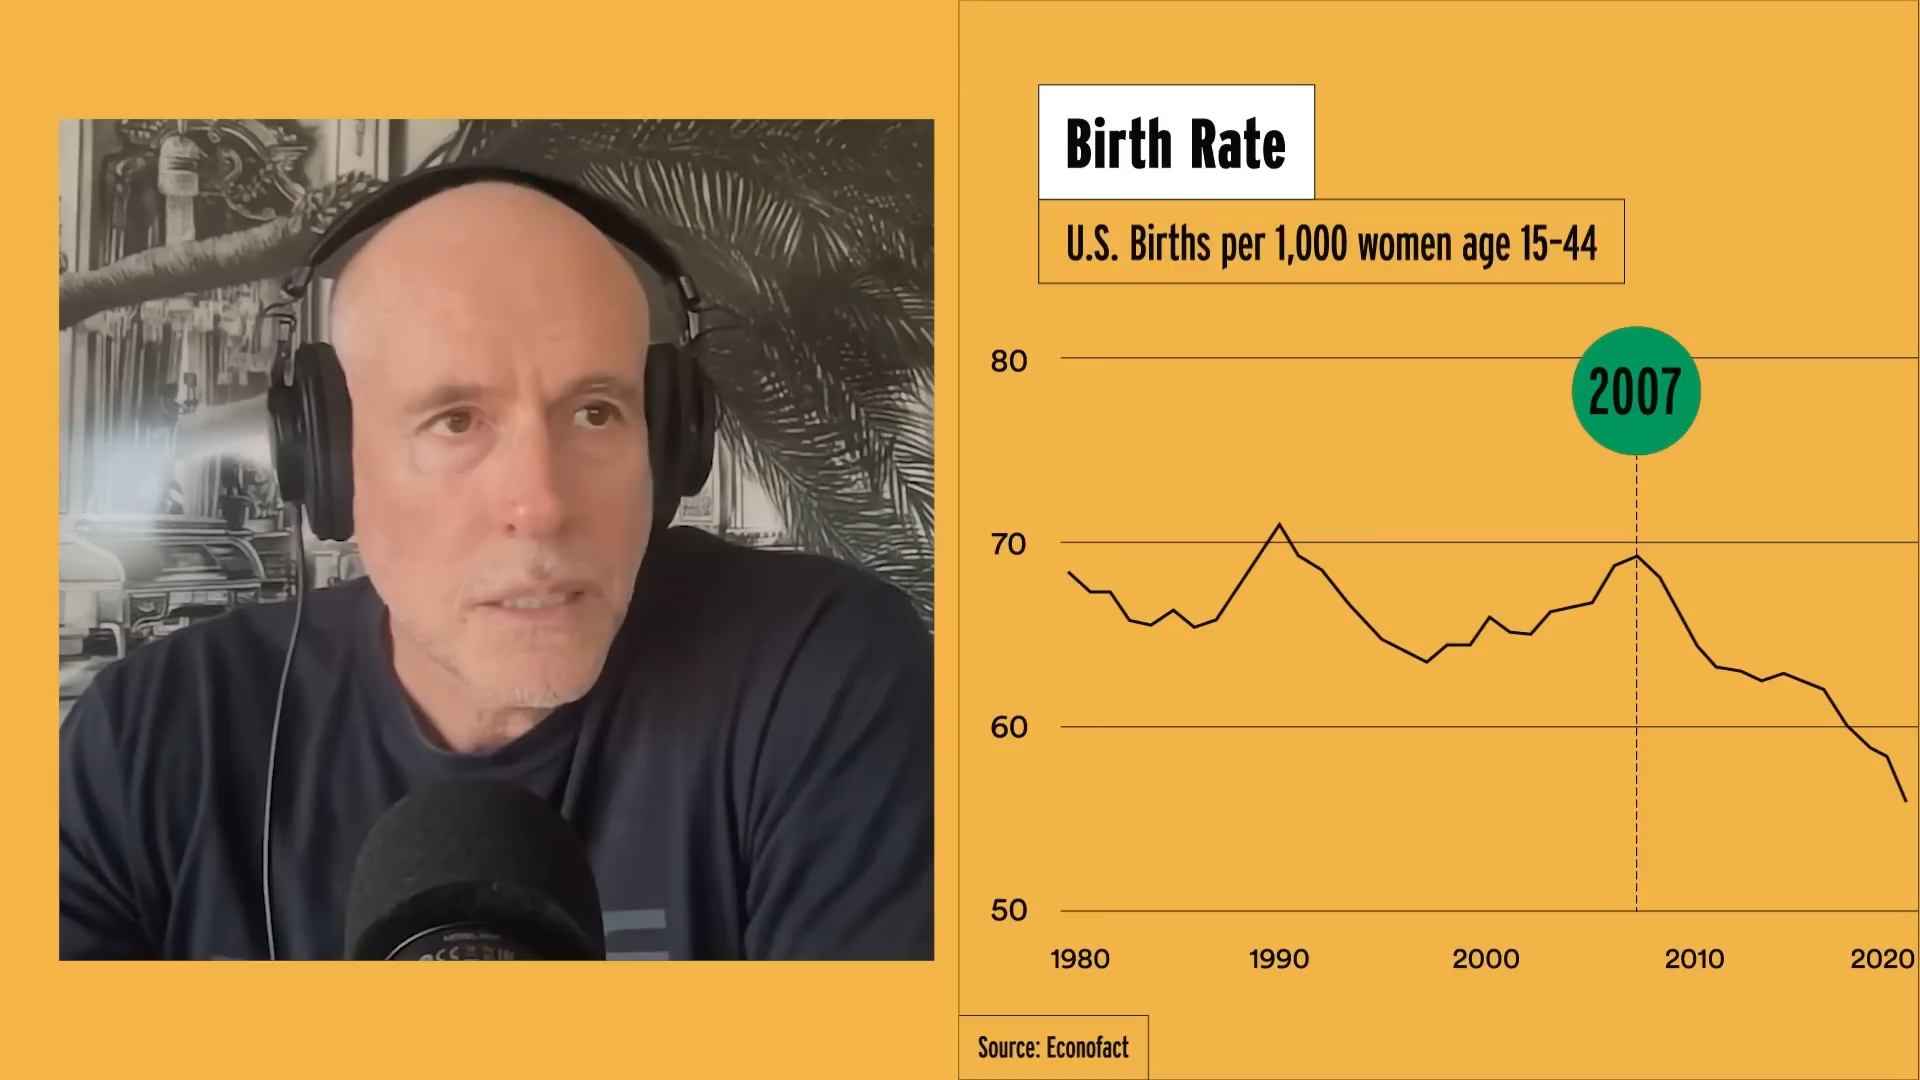 Birth Rate
U.S. Births per 1,000 women age 15-44
2007
80
70
60
50
1980 1990 2000 2010 2020
Source: Econofact